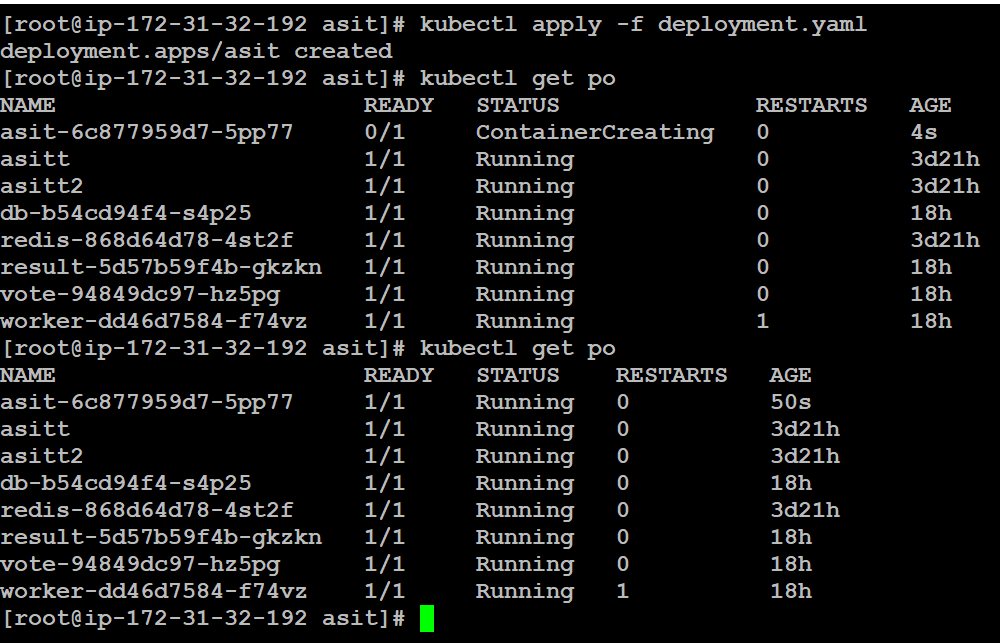 [root@ip-172-31-32-192 asit]# kubectl apply -f deployment.yaml
deployment.apps/asit created
[root@ip-172-31-32-192 asit]# kubectl get po
NAME                      READY   STATUS              RESTARTS   AGE
asit-6c877959d7-5pp77     0/1     ContainerCreating   0          4s
asitt                     1/1     Running             0          3d21h
asitt2                    1/1     Running             0          3d21h
db-b54cd94f4-s4p25        1/1     Running             0          18h
redis-868d64d78-4st2f     1/1     Running             0          3d21h
result-5d57b59f4b-gkzkn   1/1     Running             0          18h
vote-94849dc97-hz5pg      1/1     Running             0          18h
worker-dd46d7584-f74vz    1/1     Running             1          18h
[root@ip-172-31-32-192 asit]# kubectl get po
NAME                      READY   STATUS    RESTARTS   AGE
asit-6c877959d7-5pp77     1/1     Running   0          50s
asitt                     1/1     Running   0          3d21h
asitt2                    1/1     Running   0          3d21h
db-b54cd94f4-s4p25        1/1     Running   0          18h
redis-868d64d78-4st2f     1/1     Running   0          3d21h
result-5d57b59f4b-gkzkn   1/1     Running   0          18h
vote-94849dc97-hz5pg      1/1     Running   0          18h
worker-dd46d7584-f74vz    1/1     Running   1          18h
[root@ip-172-31-32-192 asit]#